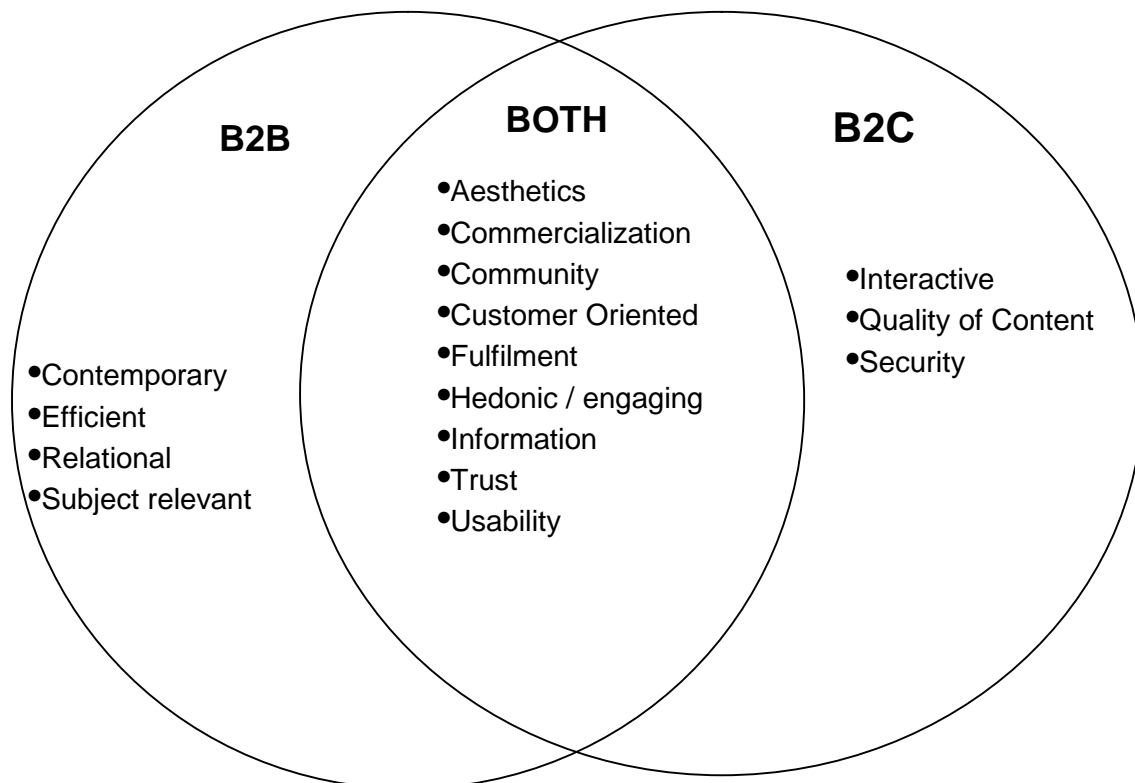 B2B
•Contemporary
•Efficient
•Relational
•Subject relevant
BOTH
•Aesthetics
•Commercialization
•Community
•Customer Oriented
•Fulfilment
•Hedonic / engaging
•Information
•Trust
•Usability
B2C
•Interactive
•Quality of Content
•Security